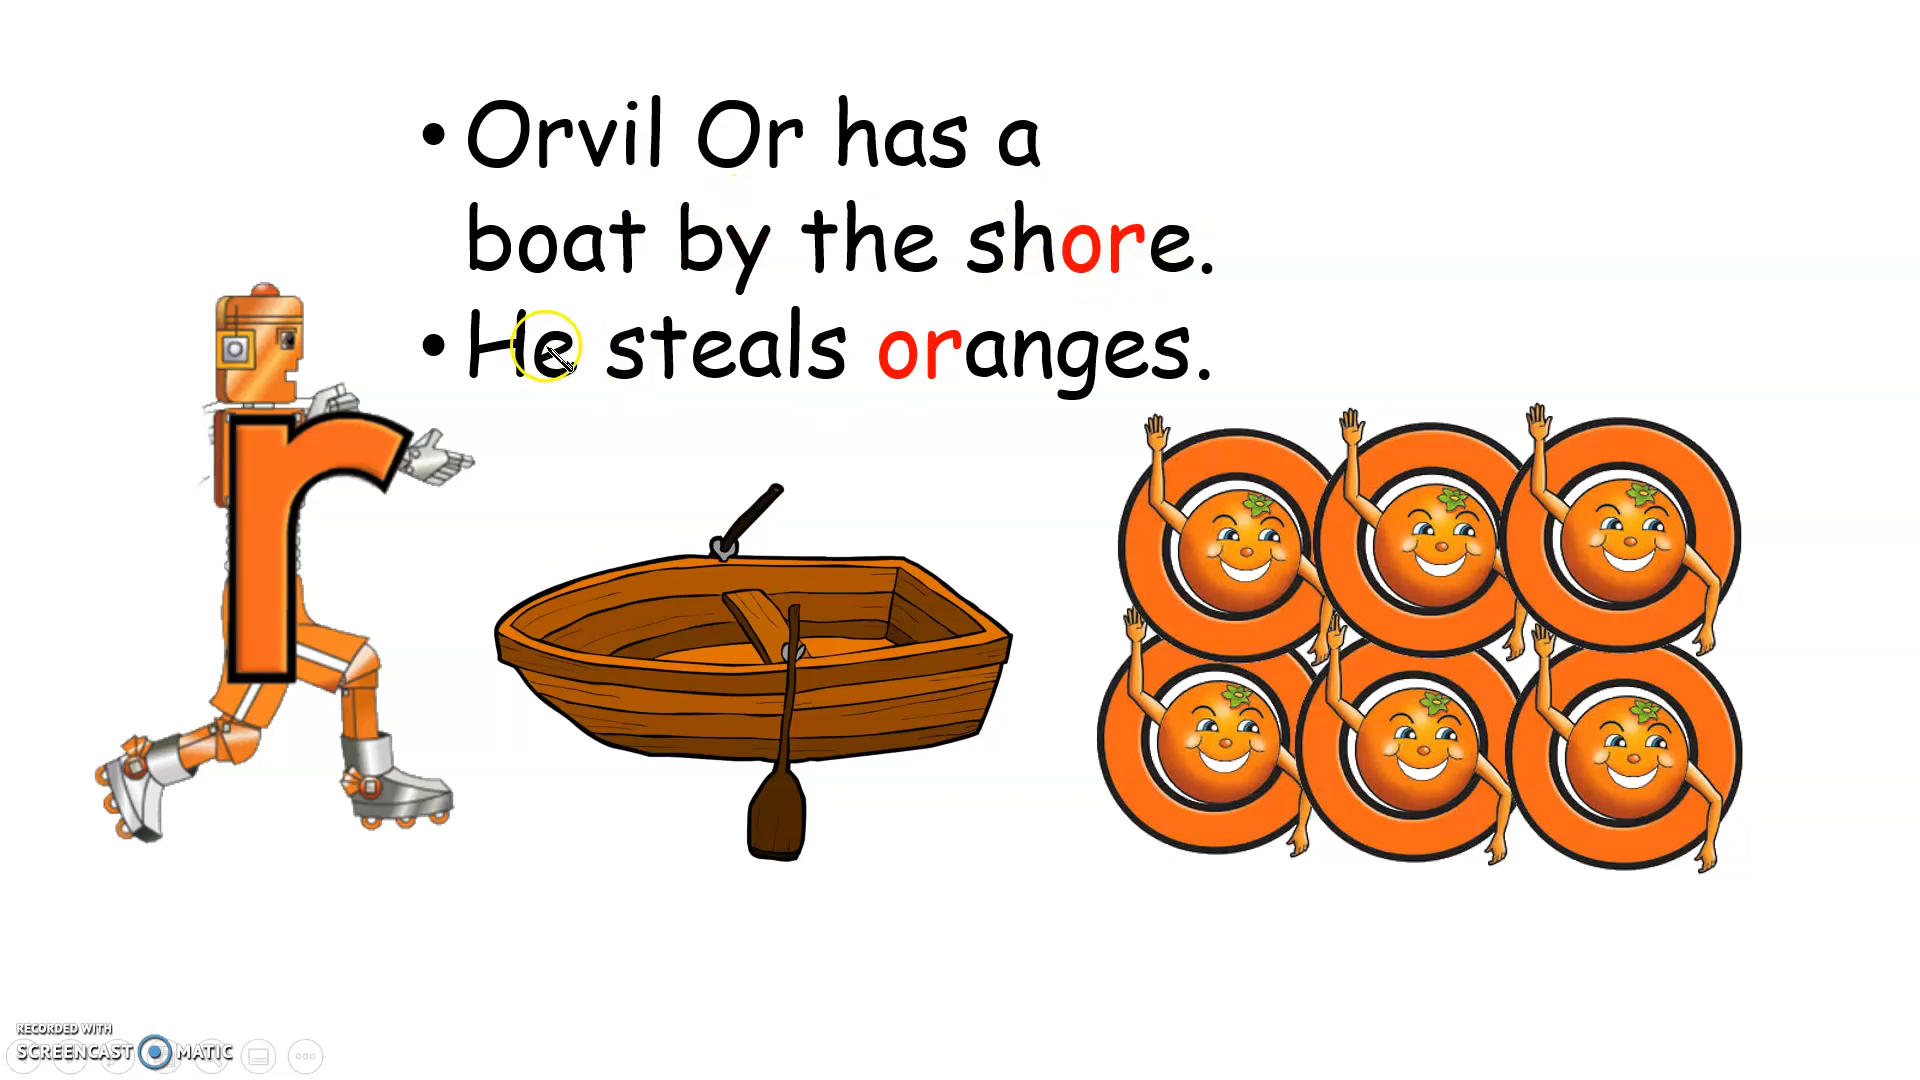 • Orvil Or has a
boat by the shore.
• He steals oranges.
r
RECORDED WITH
SCREENCAST MATIC